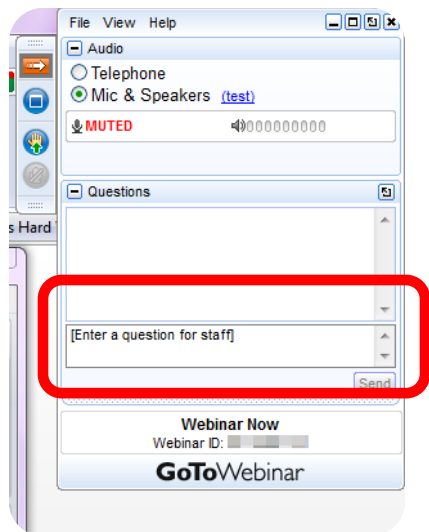 File View Help
Audio
Telephone
Mic & Speakers (test)
MUTED 000000000
Questions
s Hard
[Enter a question for staff]
Send
Webinar Now
Webinar ID:
GoToWebinar